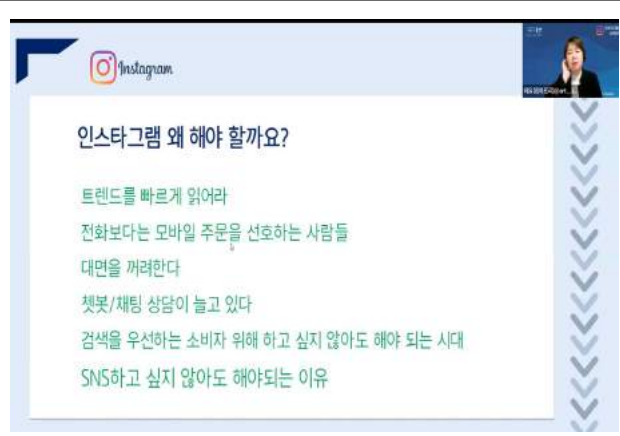 Instagram
인스타그램 왜 해야 할까요?
트렌드를 빠르게 읽어라
전화보다는 모바일 주문을 선호하는 사람들
대면을 꺼려한다
챗봇/채팅 상담이 늘고 있다
검색을 우선하는 소비자 위해 하고 싶지 않아도 해야 되는 시대
SNS하고 싶지 않아도 해야되는 이유